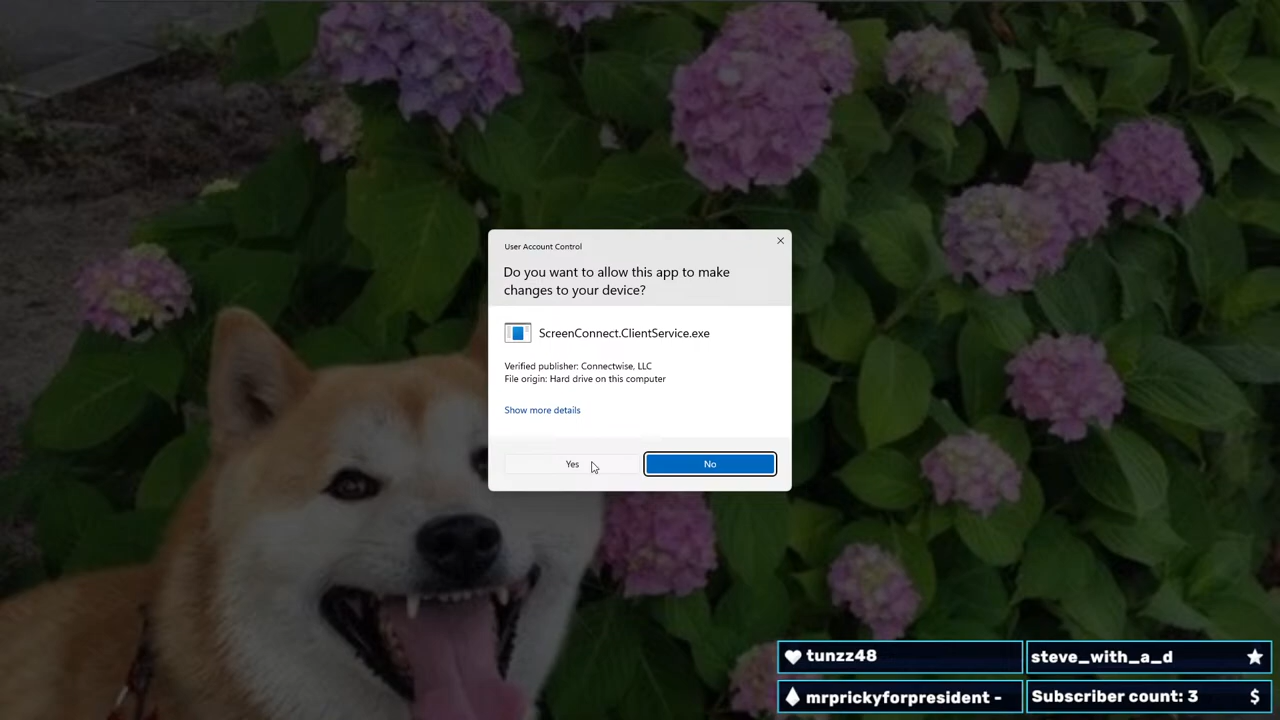 User Account Control
Do you want to allow this app to make
changes to your device?
ScreenConnect.ClientService.exe
Verified publisher: Connectwise, LLC
File origin: Hard drive on this computer
Show more details
Yes
No
tunzz48
steve_with_a_d
mrprickyforpresident -
Subscriber count: 3
$